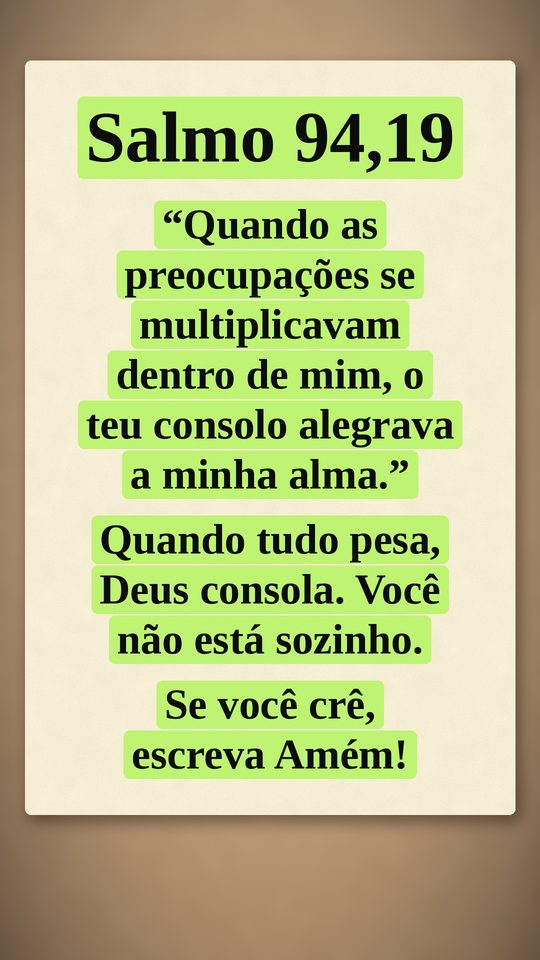 Salmo 94,19
“Quando as
preocupações se
multiplicavam
dentro de mim, o
teu consolo alegrava
a minha alma.”
Quando tudo pesa,
Deus consola. Você
não está sozinho.
Se você crê,
escreva Amém!